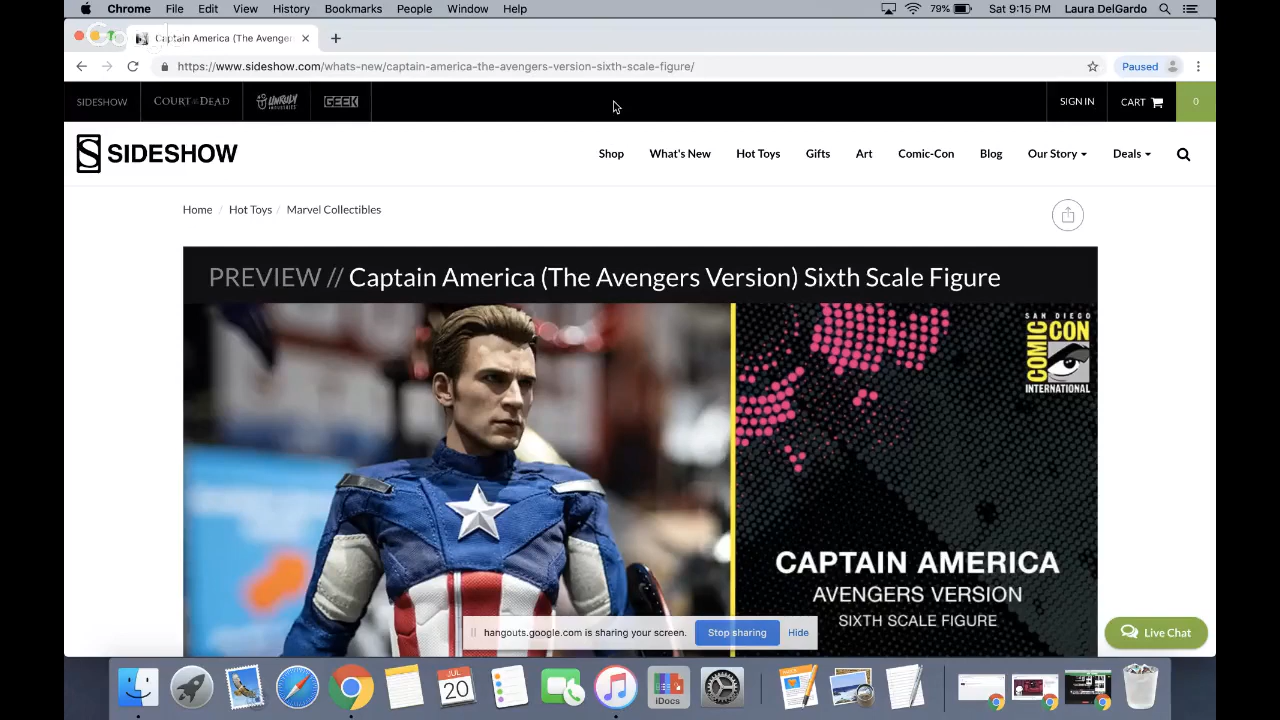 Chrome File Edit View History Bookmarks People Window Help 79% Sat 9:15 PM Laura DelGardo
Google
Captain America (The Avenger
https://www.sideshow.com/whats-new/captain-america-the-avengers-version-sixth-scale-figure/ Paused
SIDESHOW COURT OF THE DEAD UNRULY INDUSTRIES GEEK SIGN IN CART 0
SIDESHOW Shop What's New Hot Toys Gifts Art Comic-Con Blog Our Story Deals
Home / Hot Toys / Marvel Collectibles
PREVIEW // Captain America (The Avengers Version) Sixth Scale Figure
SAN DIEGO
COMIC CON
INTERNATIONAL
CAPTAIN AMERICA
AVENGERS VERSION
SIXTH SCALE FIGURE
hangouts.google.com is sharing your screen. Stop sharing Hide
Live Chat
JUL
20
iDocs